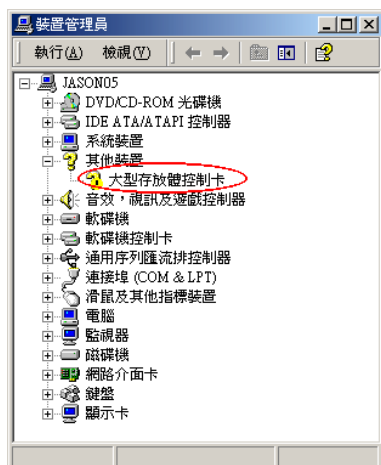 裝置管理員
執行(A) 檢視(V)
JASON05
DVD/CD-ROM 光碟機
IDE ATA/ATAPI 控制器
系統裝置
其他裝置
大型存放體控制卡
音效，視訊及遊戲控制器
軟碟機
軟碟機控制卡
通用序列匯流排控制器
連接埠 (COM & LPT)
滑鼠及其他指標裝置
電腦
監視器
磁碟機
網路介面卡
鍵盤
顯示卡